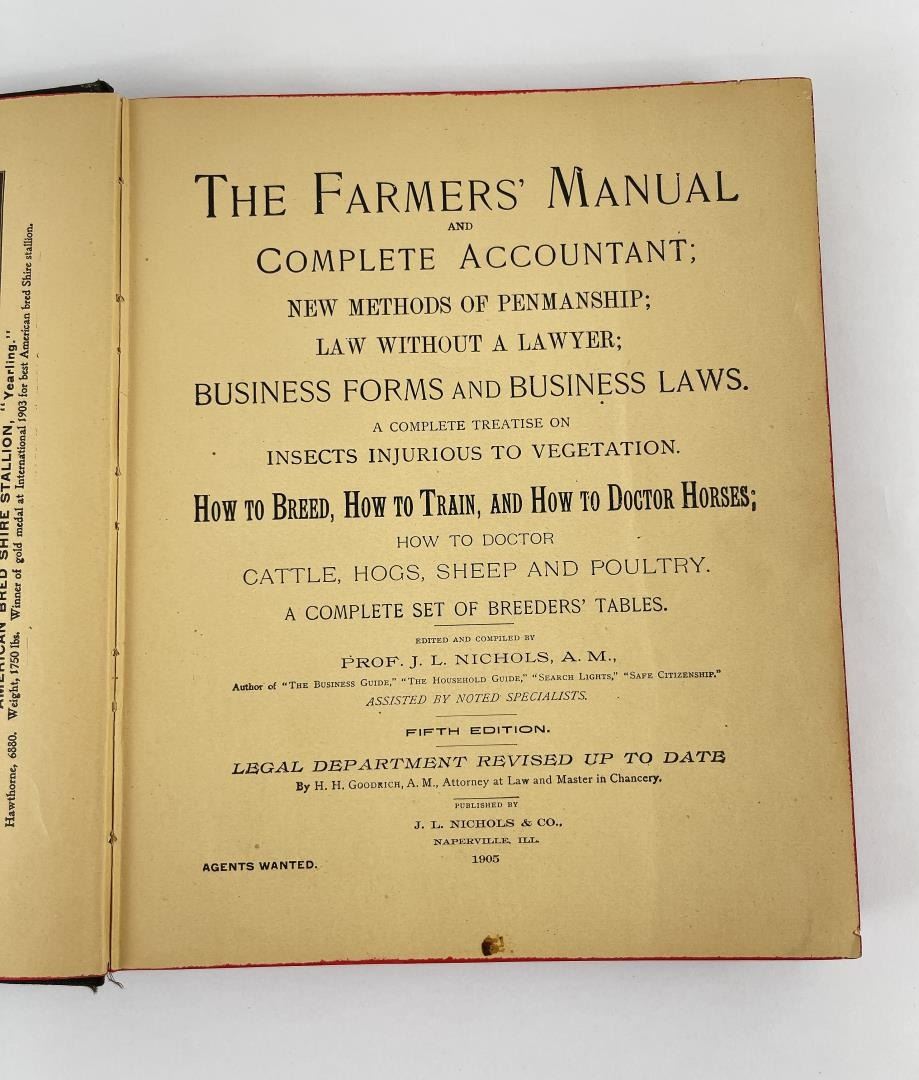 AMERICAN BRED SHIRE STALLION, "Yearling."
Hawthorne, 6880. Weight, 1750 lbs. Winner of gold medal at International 1903 for best American bred Shire stallion.
THE FARMERS' MANUAL
AND
COMPLETE ACCOUNTANT;
NEW METHODS OF PENMANSHIP;
LAW WITHOUT A LAWYER;
BUSINESS FORMS AND BUSINESS LAWS.
A COMPLETE TREATISE ON
INSECTS INJURIOUS TO VEGETATION.
HOW TO BREED, HOW TO TRAIN, AND HOW TO DOCTOR HORSES;
HOW TO DOCTOR
CATTLE, HOGS, SHEEP AND POULTRY.
A COMPLETE SET OF BREEDERS' TABLES.
EDITED AND COMPILED BY
PROF. J. L. NICHOLS, A. M.,
Author of "THE BUSINESS GUIDE," "THE HOUSEHOLD GUIDE," "SEARCH LIGHTS," "SAFE CITIZENSHIP."
ASSISTED BY NOTED SPECIALISTS.
FIFTH EDITION.
LEGAL DEPARTMENT REVISED UP TO DATE
By H. H. GOODRICH, A. M., Attorney at Law and Master in Chancery.
PUBLISHED BY
J. L. NICHOLS & CO.,
NAPERVILLE, ILL.
1905
AGENTS WANTED.